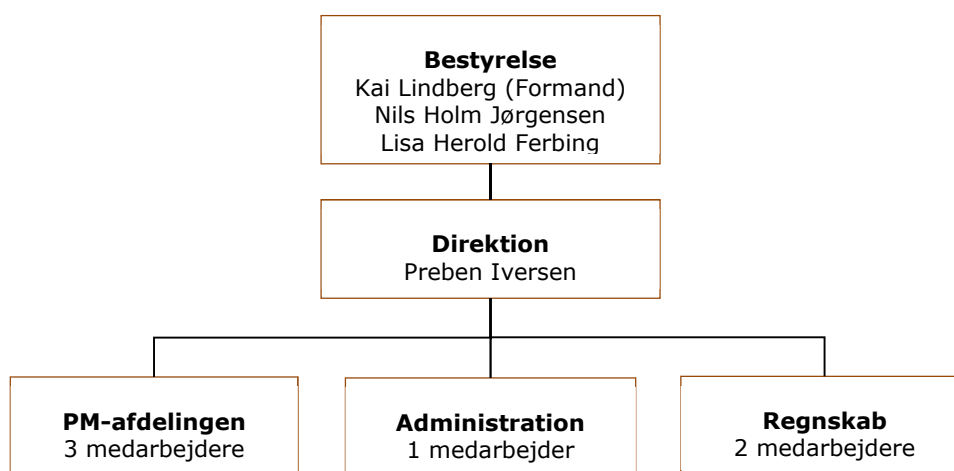 Bestyrelse
Kai Lindberg (Formand)
Nils Holm Jørgensen
Lisa Herold Ferbing
Direktion
Preben Iversen
PM-afdelingen
3 medarbejdere
Administration
1 medarbejder
Regnskab
2 medarbejdere